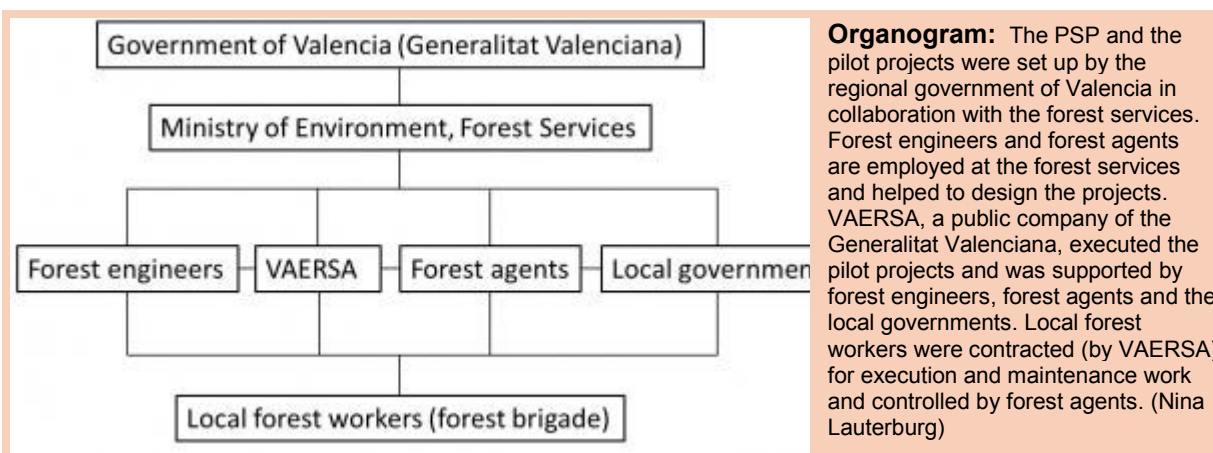 Government of Valencia (Generalitat Valenciana)
Ministry of Environment, Forest Services
Forest engineers
VAERSA
Forest agents
Local governmen
Local forest workers (forest brigade)
Organogram: The PSP and the
pilot projects were set up by the
regional government of Valencia in
collaboration with the forest services.
Forest engineers and forest agents
are employed at the forest services
and helped to design the projects.
VAERSA, a public company of the
Generalitat Valenciana, executed the
pilot projects and was supported by
forest engineers, forest agents and the
local governments. Local forest
workers were contracted (by VAERSA)
for execution and maintenance work
and controlled by forest agents. (Nina
Lauterburg)